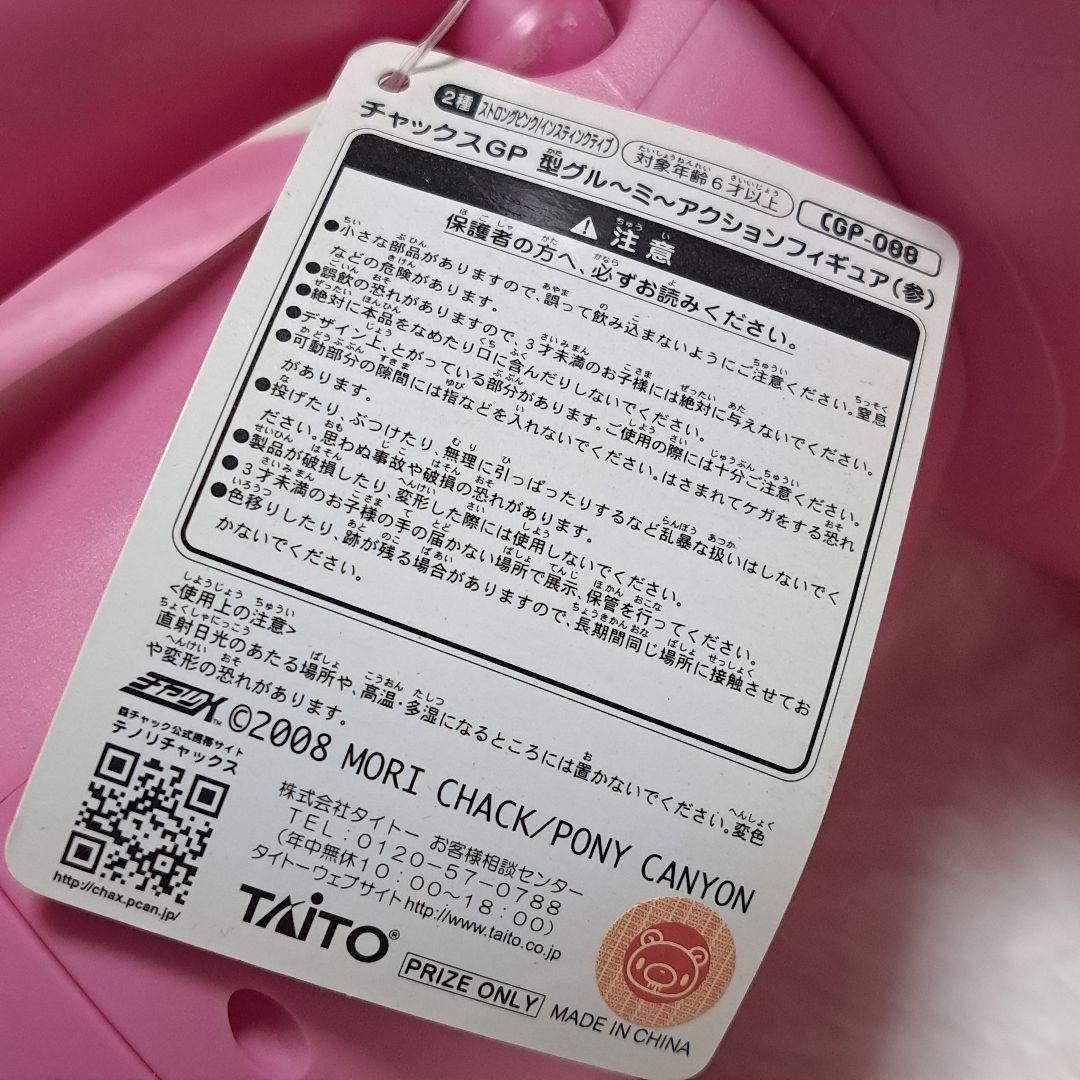 2種 ストロングピンク/インスティンクティブ
対象年齢6才以上
CGP-088
チャックスGP 型グル〜ミ〜アクションフィギュア(参)
注意
保護者の方へ、必ずお読みください。
●小さな部品がありますので、誤って飲み込まないようにご注意ください。窒息
などの危険があります。
●誤飲の恐れがありますので、3才未満のお子様には絶対に与えないでください。
●絶対に本品をなめたり口に含んだりしないでください。
●デザイン上、とがっている部分があります。ご使用の際には十分ご注意ください。
●可動部分の隙間には指などを入れないでください。はさまれてケガをする恐れ
があります。
●投げたり、ぶつけたり、無理に引っぱったりするなど乱暴な扱いはしないでく
ださい。思わぬ事故や破損の恐れがあります。
●製品が破損したり、変形した際には使用しないでください。
●3才未満のお子様の手の届かない場所で展示、保管を行ってください。
●色移りしたり、跡が残る場合がありますので、長期間同じ場所に接触させてお
かないでください。
<使用上の注意>
直射日光のあたる場所や、高温・多湿になるところには置かないでください。変色
や変形の恐れがあります。
チャックス™ ©2008 MORI CHACK/PONY CANYON
森チャック公式携帯サイト
テノリチャックス
http://chax.pcan.jp/
株式会社タイトー お客様相談センター
TEL:0120-57-0788
(年中無休10:00〜18:00)
タイトーウェブサイトhttp://www.taito.co.jp
TAITO®
PRIZE ONLY
MADE IN CHINA